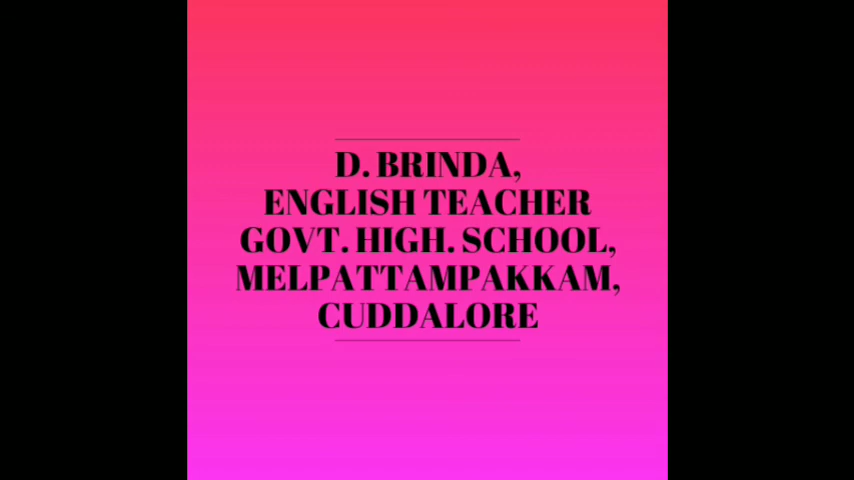 D. BRINDA,
ENGLISH TEACHER
GOVT. HIGH. SCHOOL,
MELPATTAMPAKKAM,
CUDDALORE